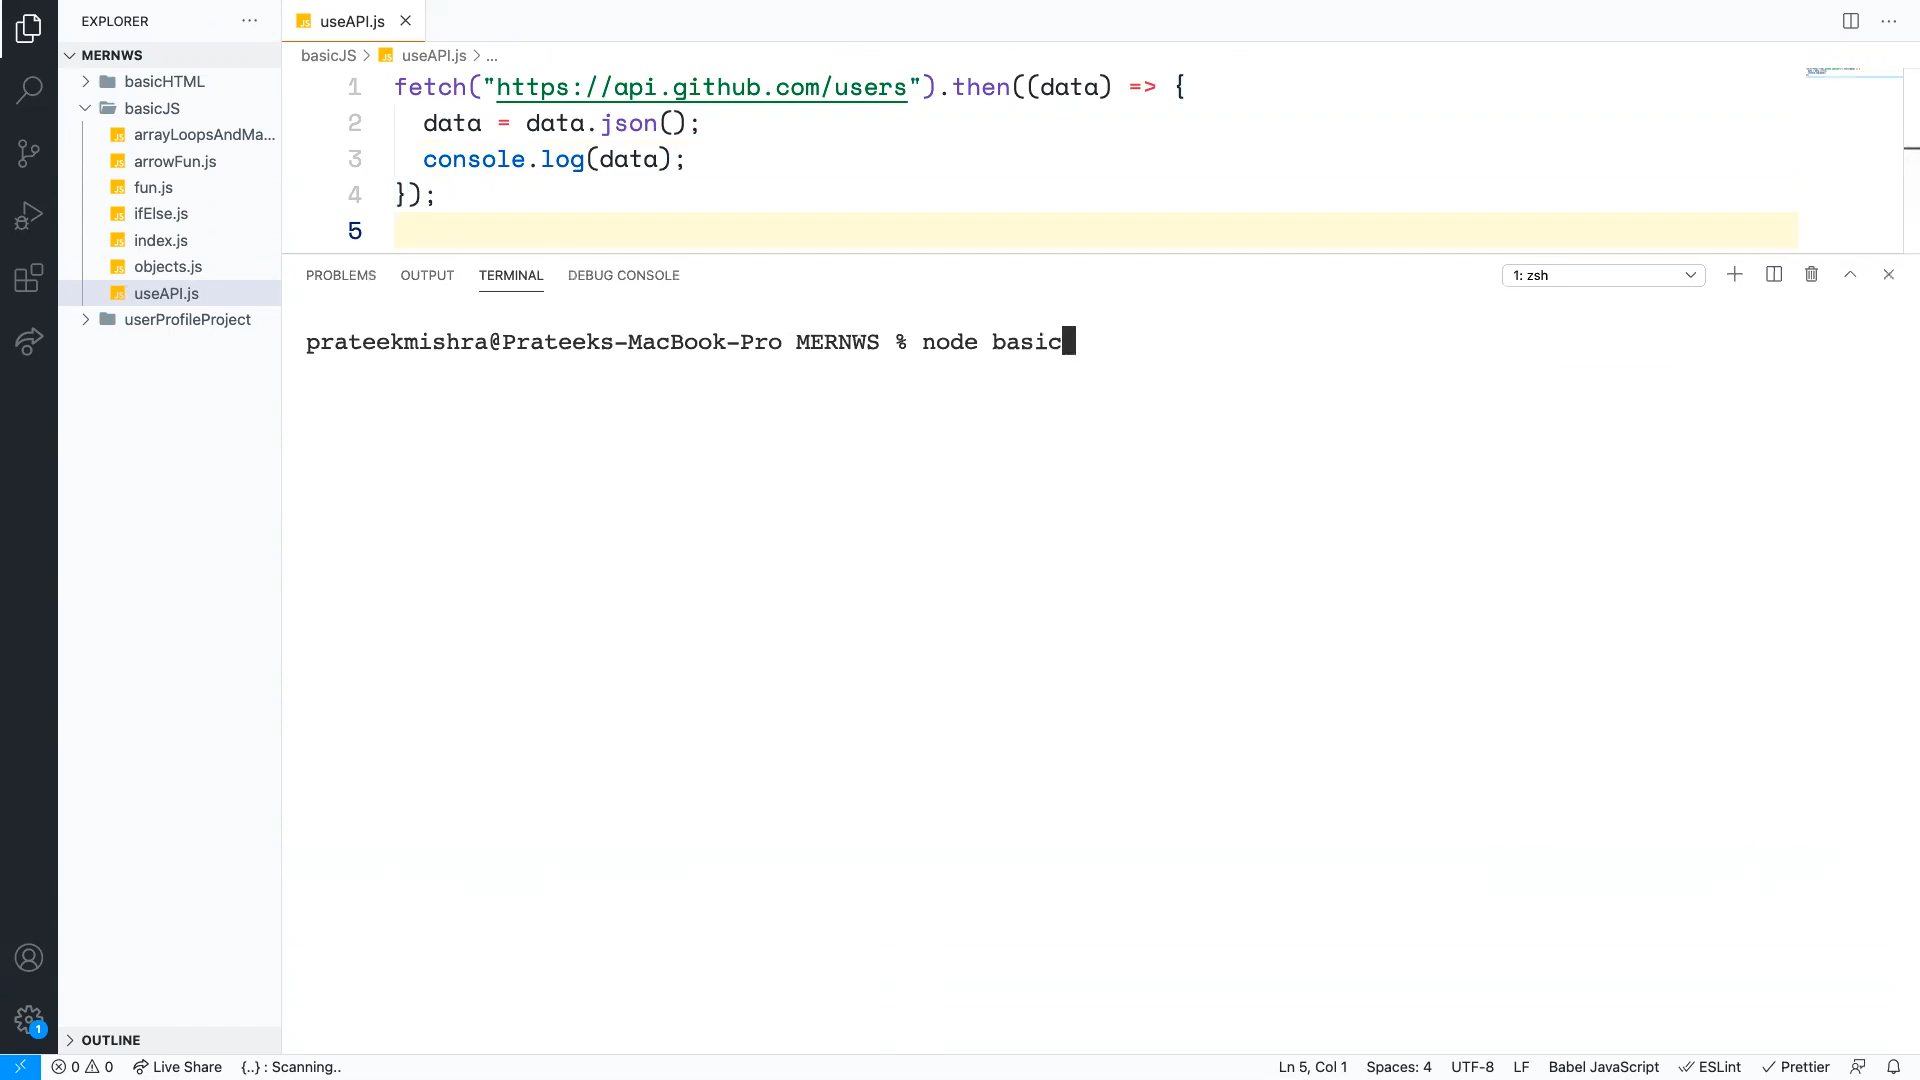 EXPLORER
useAPI.js
MERNWS
basicHTML
basicJS
arrayLoopsAndMa...
arrowFun.js
fun.js
ifElse.js
index.js
objects.js
useAPI.js
userProfileProject
OUTLINE
basicJS > useAPI.js > ...
1 fetch("https://api.github.com/users").then((data) => {
2 data = data.json();
3 console.log(data);
4 });
5
PROBLEMS OUTPUT TERMINAL DEBUG CONSOLE 1: zsh
prateekmishra@Prateeks-MacBook-Pro MERNWS % node basic
1
0 0 Live Share {..} : Scanning.. Ln 5, Col 1 Spaces: 4 UTF-8 LF Babel JavaScript ESLint Prettier